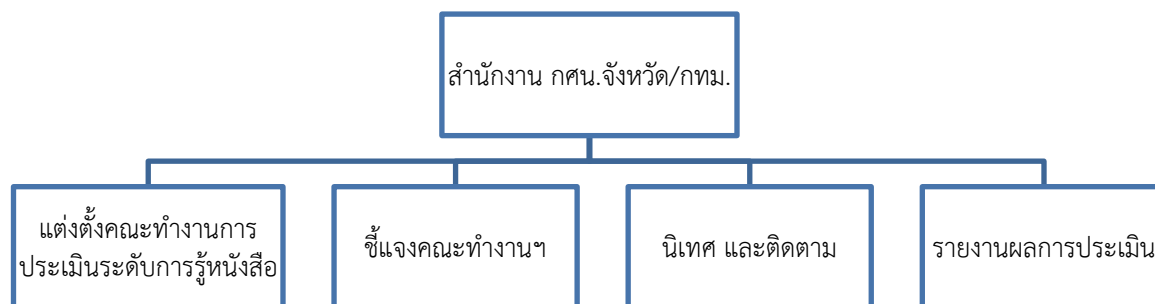 สำนักงาน กศน.จังหวัด/กทม.
แต่งตั้งคณะทำงานการ
ประเมินระดับการรู้หนังสือ
ชี้แจงคณะทำงานฯ
นิเทศ และติดตาม
รายงานผลการประเมิน